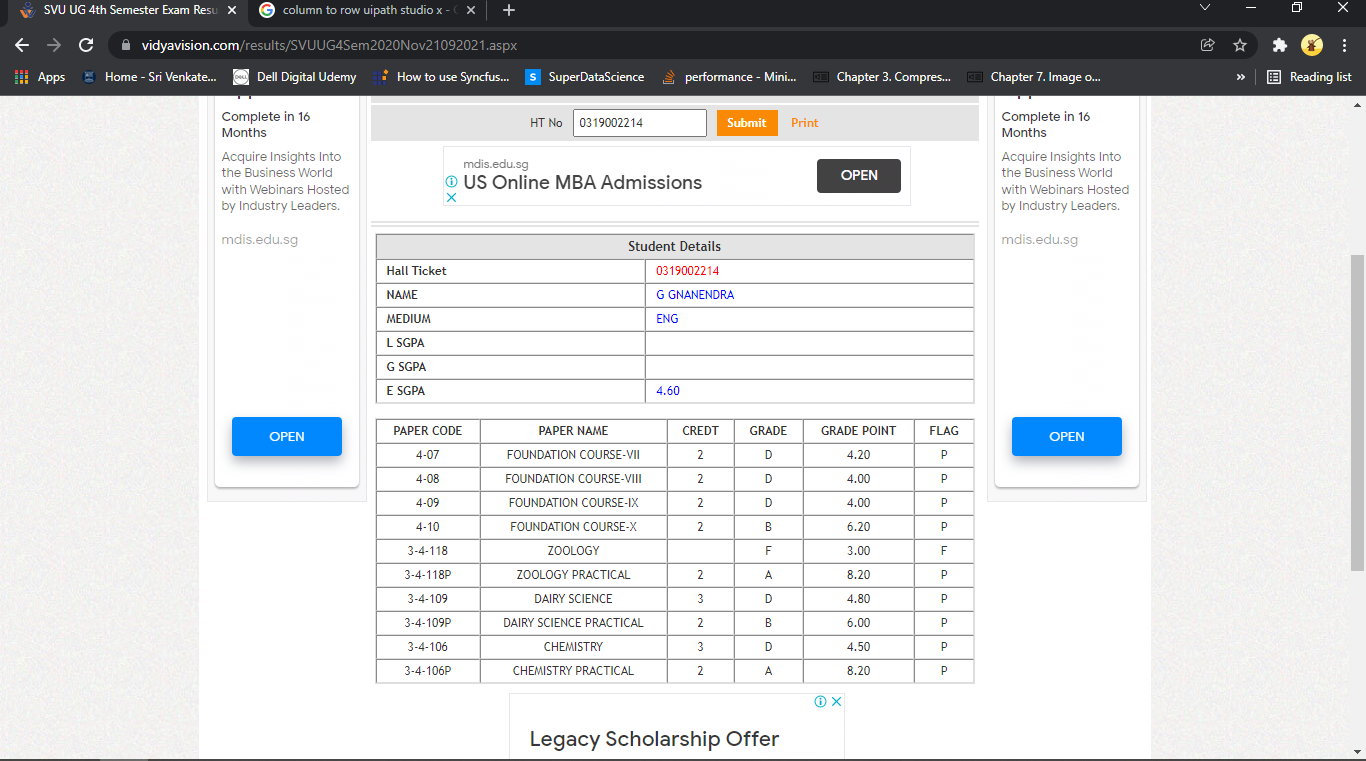 SVU UG 4th Semester Exam Resu
column to row uipath studio x -
vidyavision.com/results/SVUUG4Sem2020Nov21092021.aspx
Apps Home - Sri Venkate... DELL Dell Digital Udemy How to use Syncfus... S SuperDataScience performance - Mini... Chapter 3. Compres... Chapter 7. Image o... » Reading list
Complete in 16
Months
Acquire Insights Into
the Business World
with Webinars Hosted
by Industry Leaders.
mdis.edu.sg
OPEN
HT No 0319002214 Submit Print
mdis.edu.sg
US Online MBA Admissions
OPEN
Student Details
Hall Ticket 0319002214
NAME G GNANENDRA
MEDIUM ENG
L SGPA
G SGPA
E SGPA 4.60
PAPER CODE PAPER NAME CREDT GRADE GRADE POINT FLAG
4-07 FOUNDATION COURSE-VII 2 D 4.20 P
4-08 FOUNDATION COURSE-VIII 2 D 4.00 P
4-09 FOUNDATION COURSE-IX 2 D 4.00 P
4-10 FOUNDATION COURSE-X 2 B 6.20 P
3-4-118 ZOOLOGY F 3.00 F
3-4-118P ZOOLOGY PRACTICAL 2 A 8.20 P
3-4-109 DAIRY SCIENCE 3 D 4.80 P
3-4-109P DAIRY SCIENCE PRACTICAL 2 B 6.00 P
3-4-106 CHEMISTRY 3 D 4.50 P
3-4-106P CHEMISTRY PRACTICAL 2 A 8.20 P
Legacy Scholarship Offer
Complete in 16
Months
Acquire Insights Into
the Business World
with Webinars Hosted
by Industry Leaders.
mdis.edu.sg
OPEN